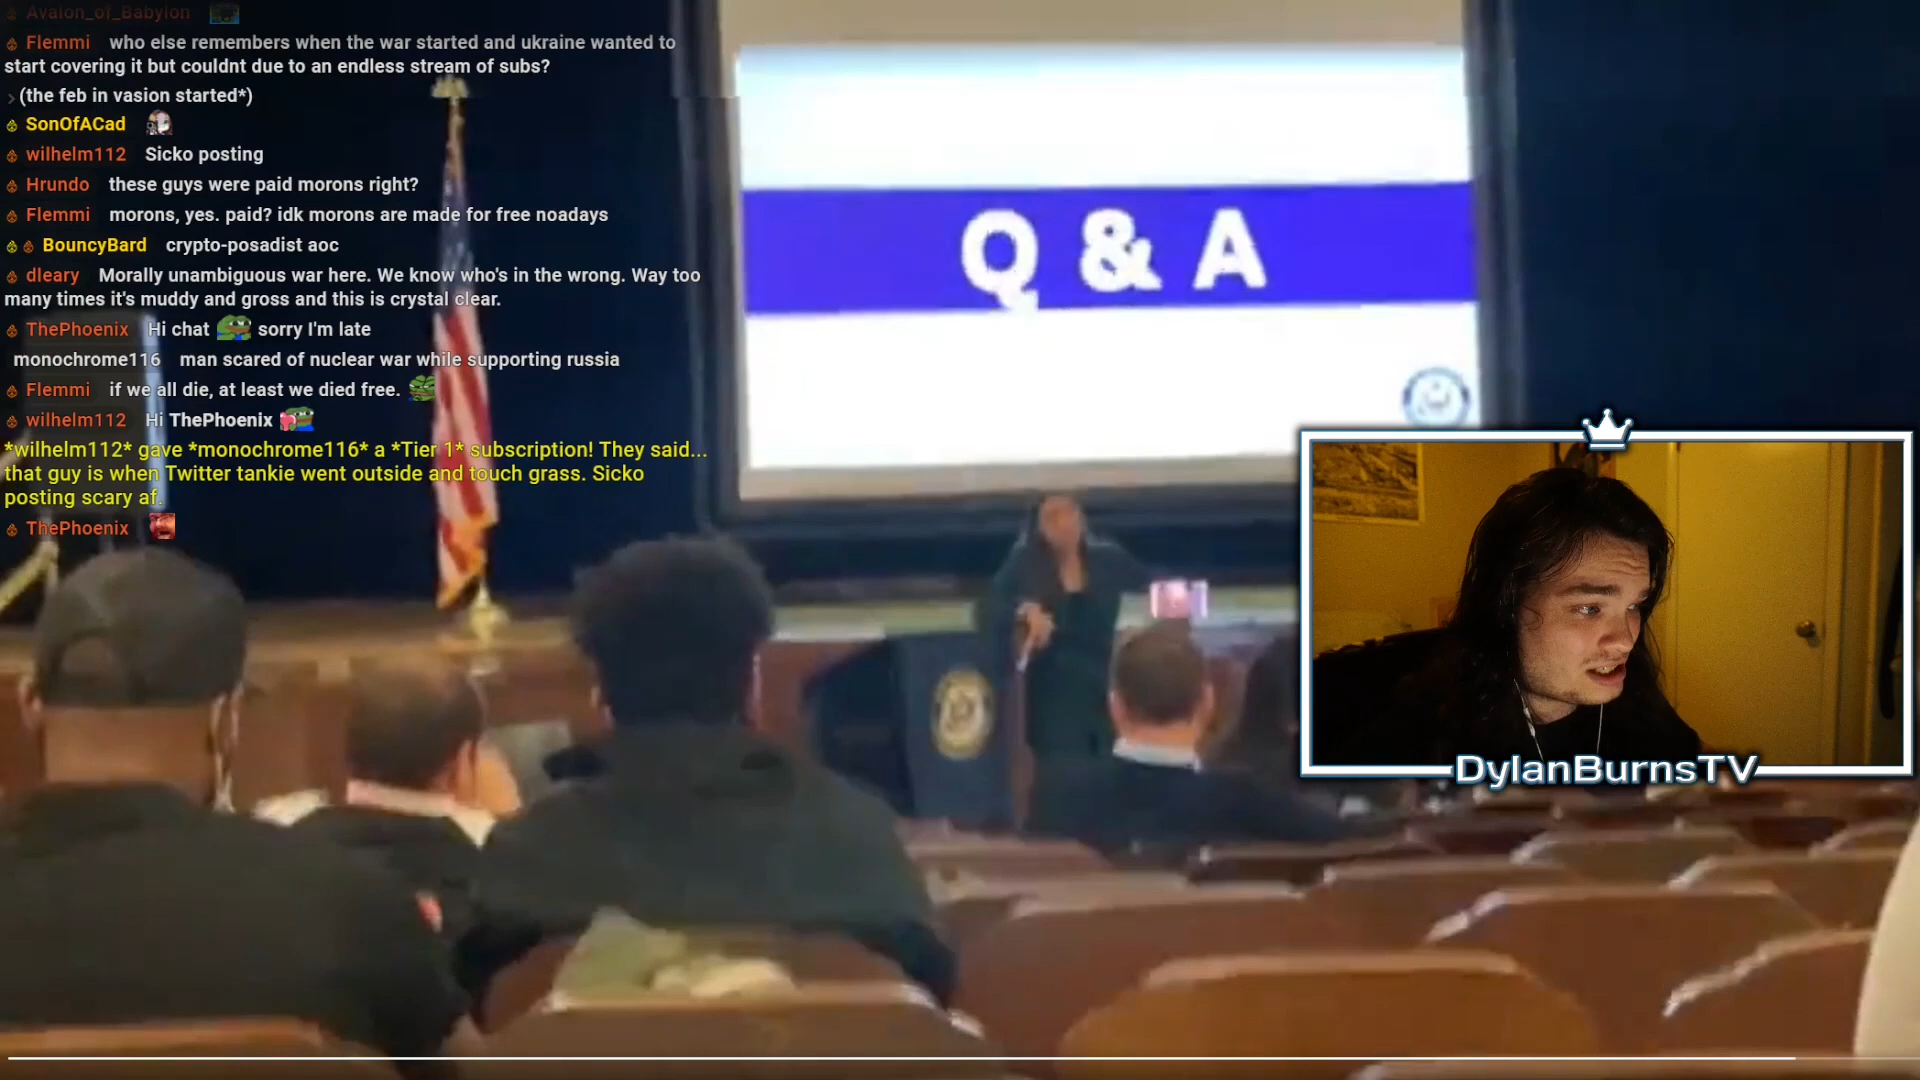 Avalon_of_Babylon
Flemmi who else remembers when the war started and ukraine wanted to
start covering it but couldnt due to an endless stream of subs?
(the feb in vasion started*)
SonOfACad
wilhelm112 Sicko posting
Hrundo these guys were paid morons right?
Flemmi morons, yes. paid? idk morons are made for free noadays
BouncyBard crypto-posadist aoc
dleary Morally unambiguous war here. We know who's in the wrong. Way too
many times it's muddy and gross and this is crystal clear.
ThePhoenix Hi chat sorry I'm late
monochrome116 man scared of nuclear war while supporting russia
Flemmi if we all die, at least we died free.
wilhelm112 Hi ThePhoenix
*wilhelm112* gave *monochrome116* a *Tier 1* subscription! They said...
that guy is when Twitter tankie went outside and touch grass. Sicko
posting scary af.
ThePhoenix
Q & A
DylanBurnsTV